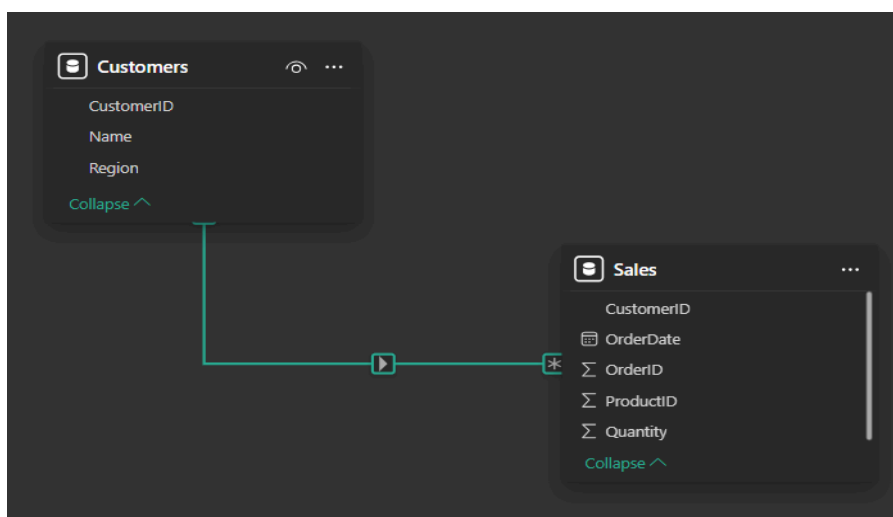 Customers
CustomerID
Name
Region
Collapse
Sales
CustomerID
OrderDate
OrderID
ProductID
Quantity
Collapse